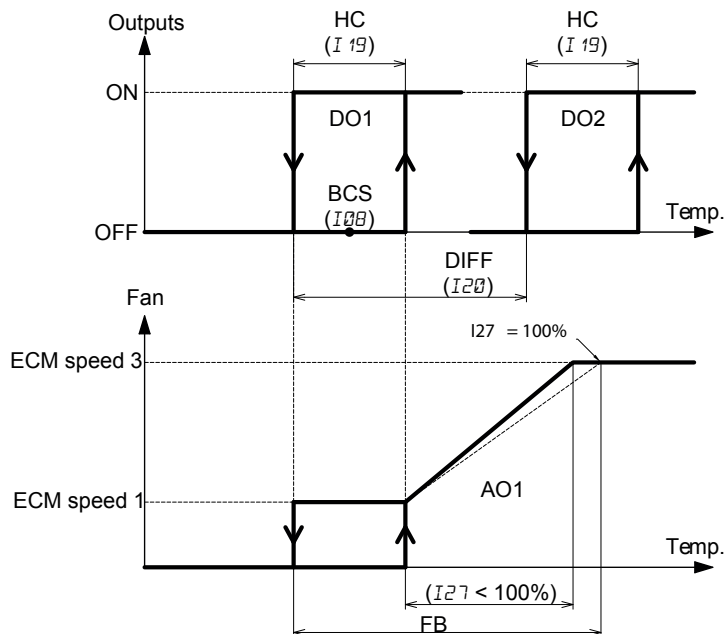 HC
(I19)
HC
(I19)
Outputs
ON
DO1
DO2
BCS
(I08)
OFF
Temp.
DIFF
(I20)
Fan
I27 = 100%
ECM speed 3
ECM speed 1
AO1
Temp.
(I27 < 100%)
FB